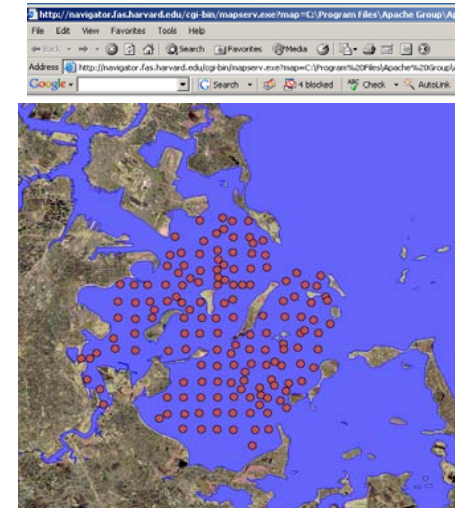 http://navigator.fas.harvard.edu/cgi-bin/mapserv.exe?map=C:\Program Files\Apache Group\Ap
File Edit View Favorites Tools Help
Back Search Favorites Media
Address http://navigator.fas.harvard.edu/cgi-bin/mapserv.exe?map=C:\Program%20Files\Apache%20Group\
Google Search 4 blocked Check AutoLink